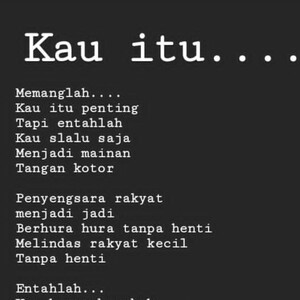 Kau itu....
Memanglah....
Kau itu penting
Tapi entahlah
Kau slalu saja
Menjadi mainan
Tangan kotor
Penyengsara rakyat
menjadi jadi
Berhura hura tanpa henti
Melindas rakyat kecil
Tanpa henti
Entahlah...